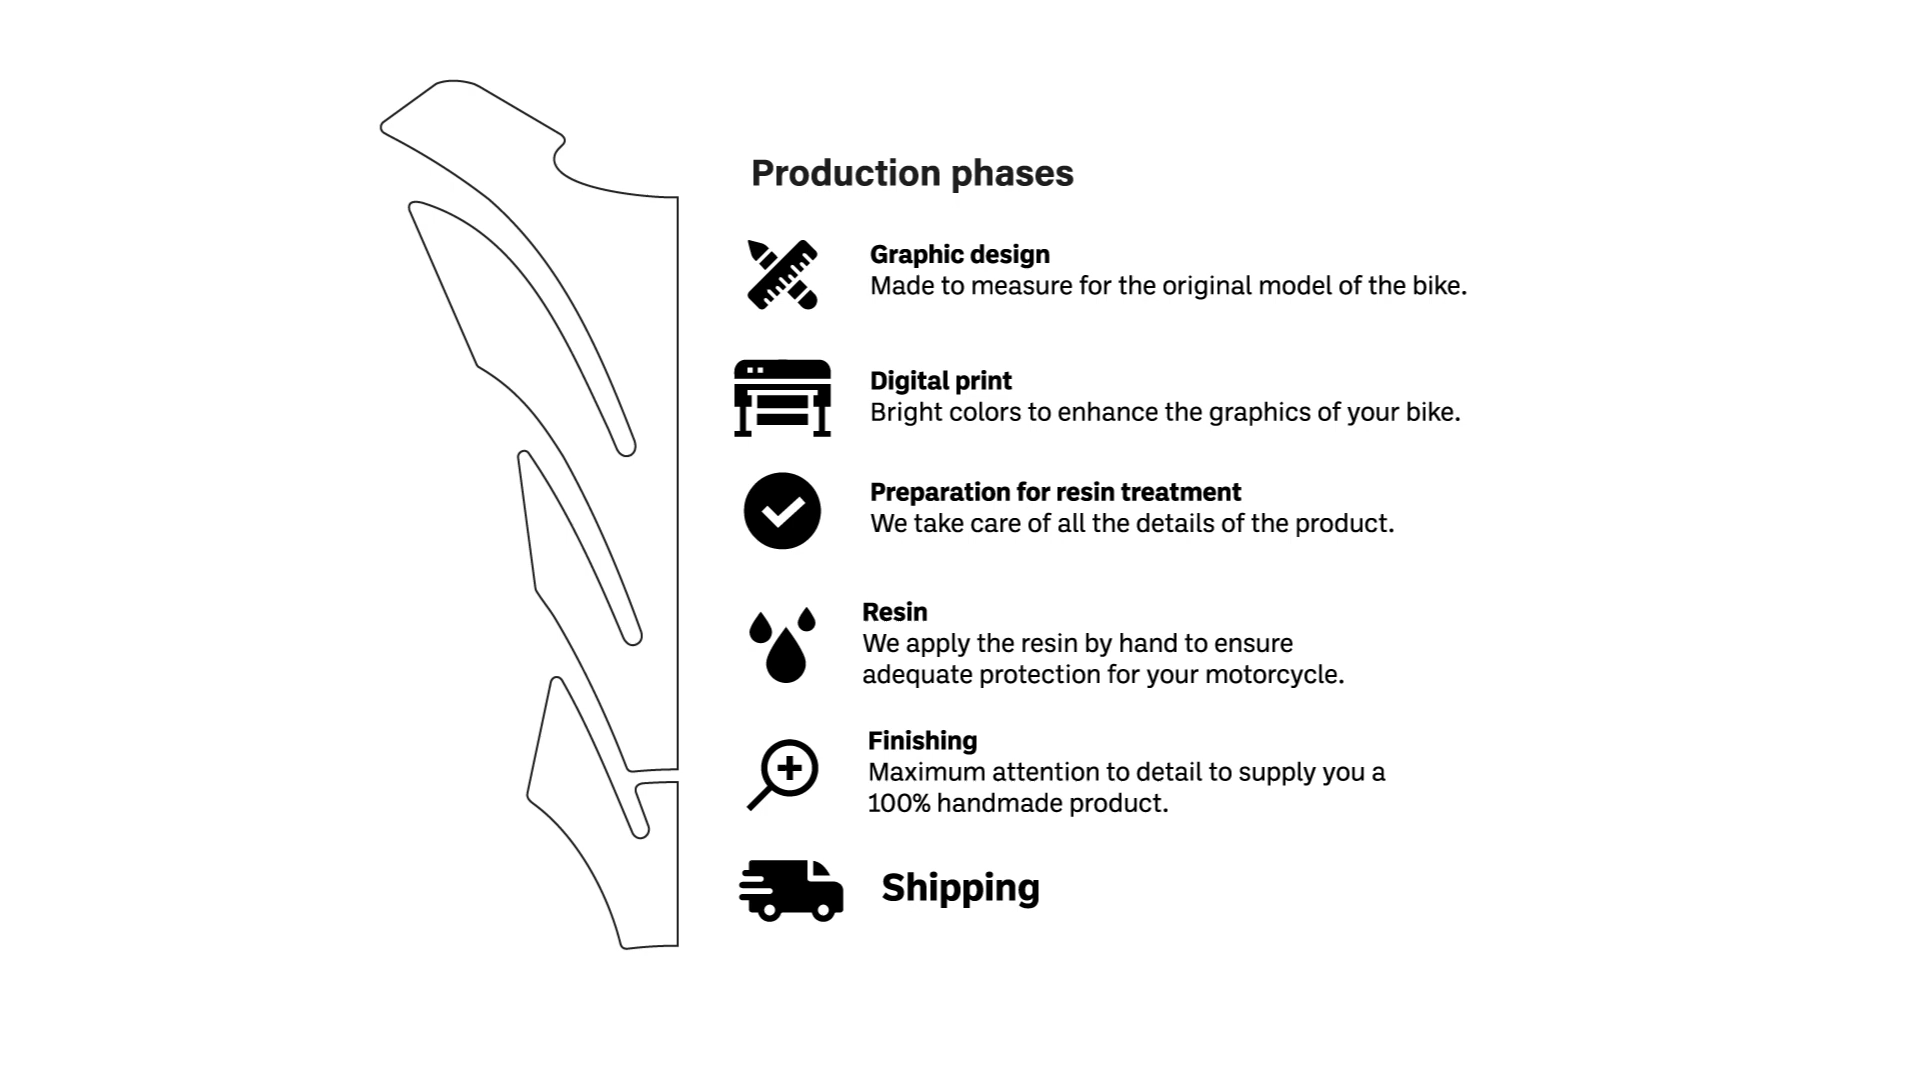 Production phases
Graphic design
Made to measure for the original model of the bike.
Digital print
Bright colors to enhance the graphics of your bike.
Preparation for resin treatment
We take care of all the details of the product.
Resin
We apply the resin by hand to ensure
adequate protection for your motorcycle.
Finishing
Maximum attention to detail to supply you a
100% handmade product.
Shipping